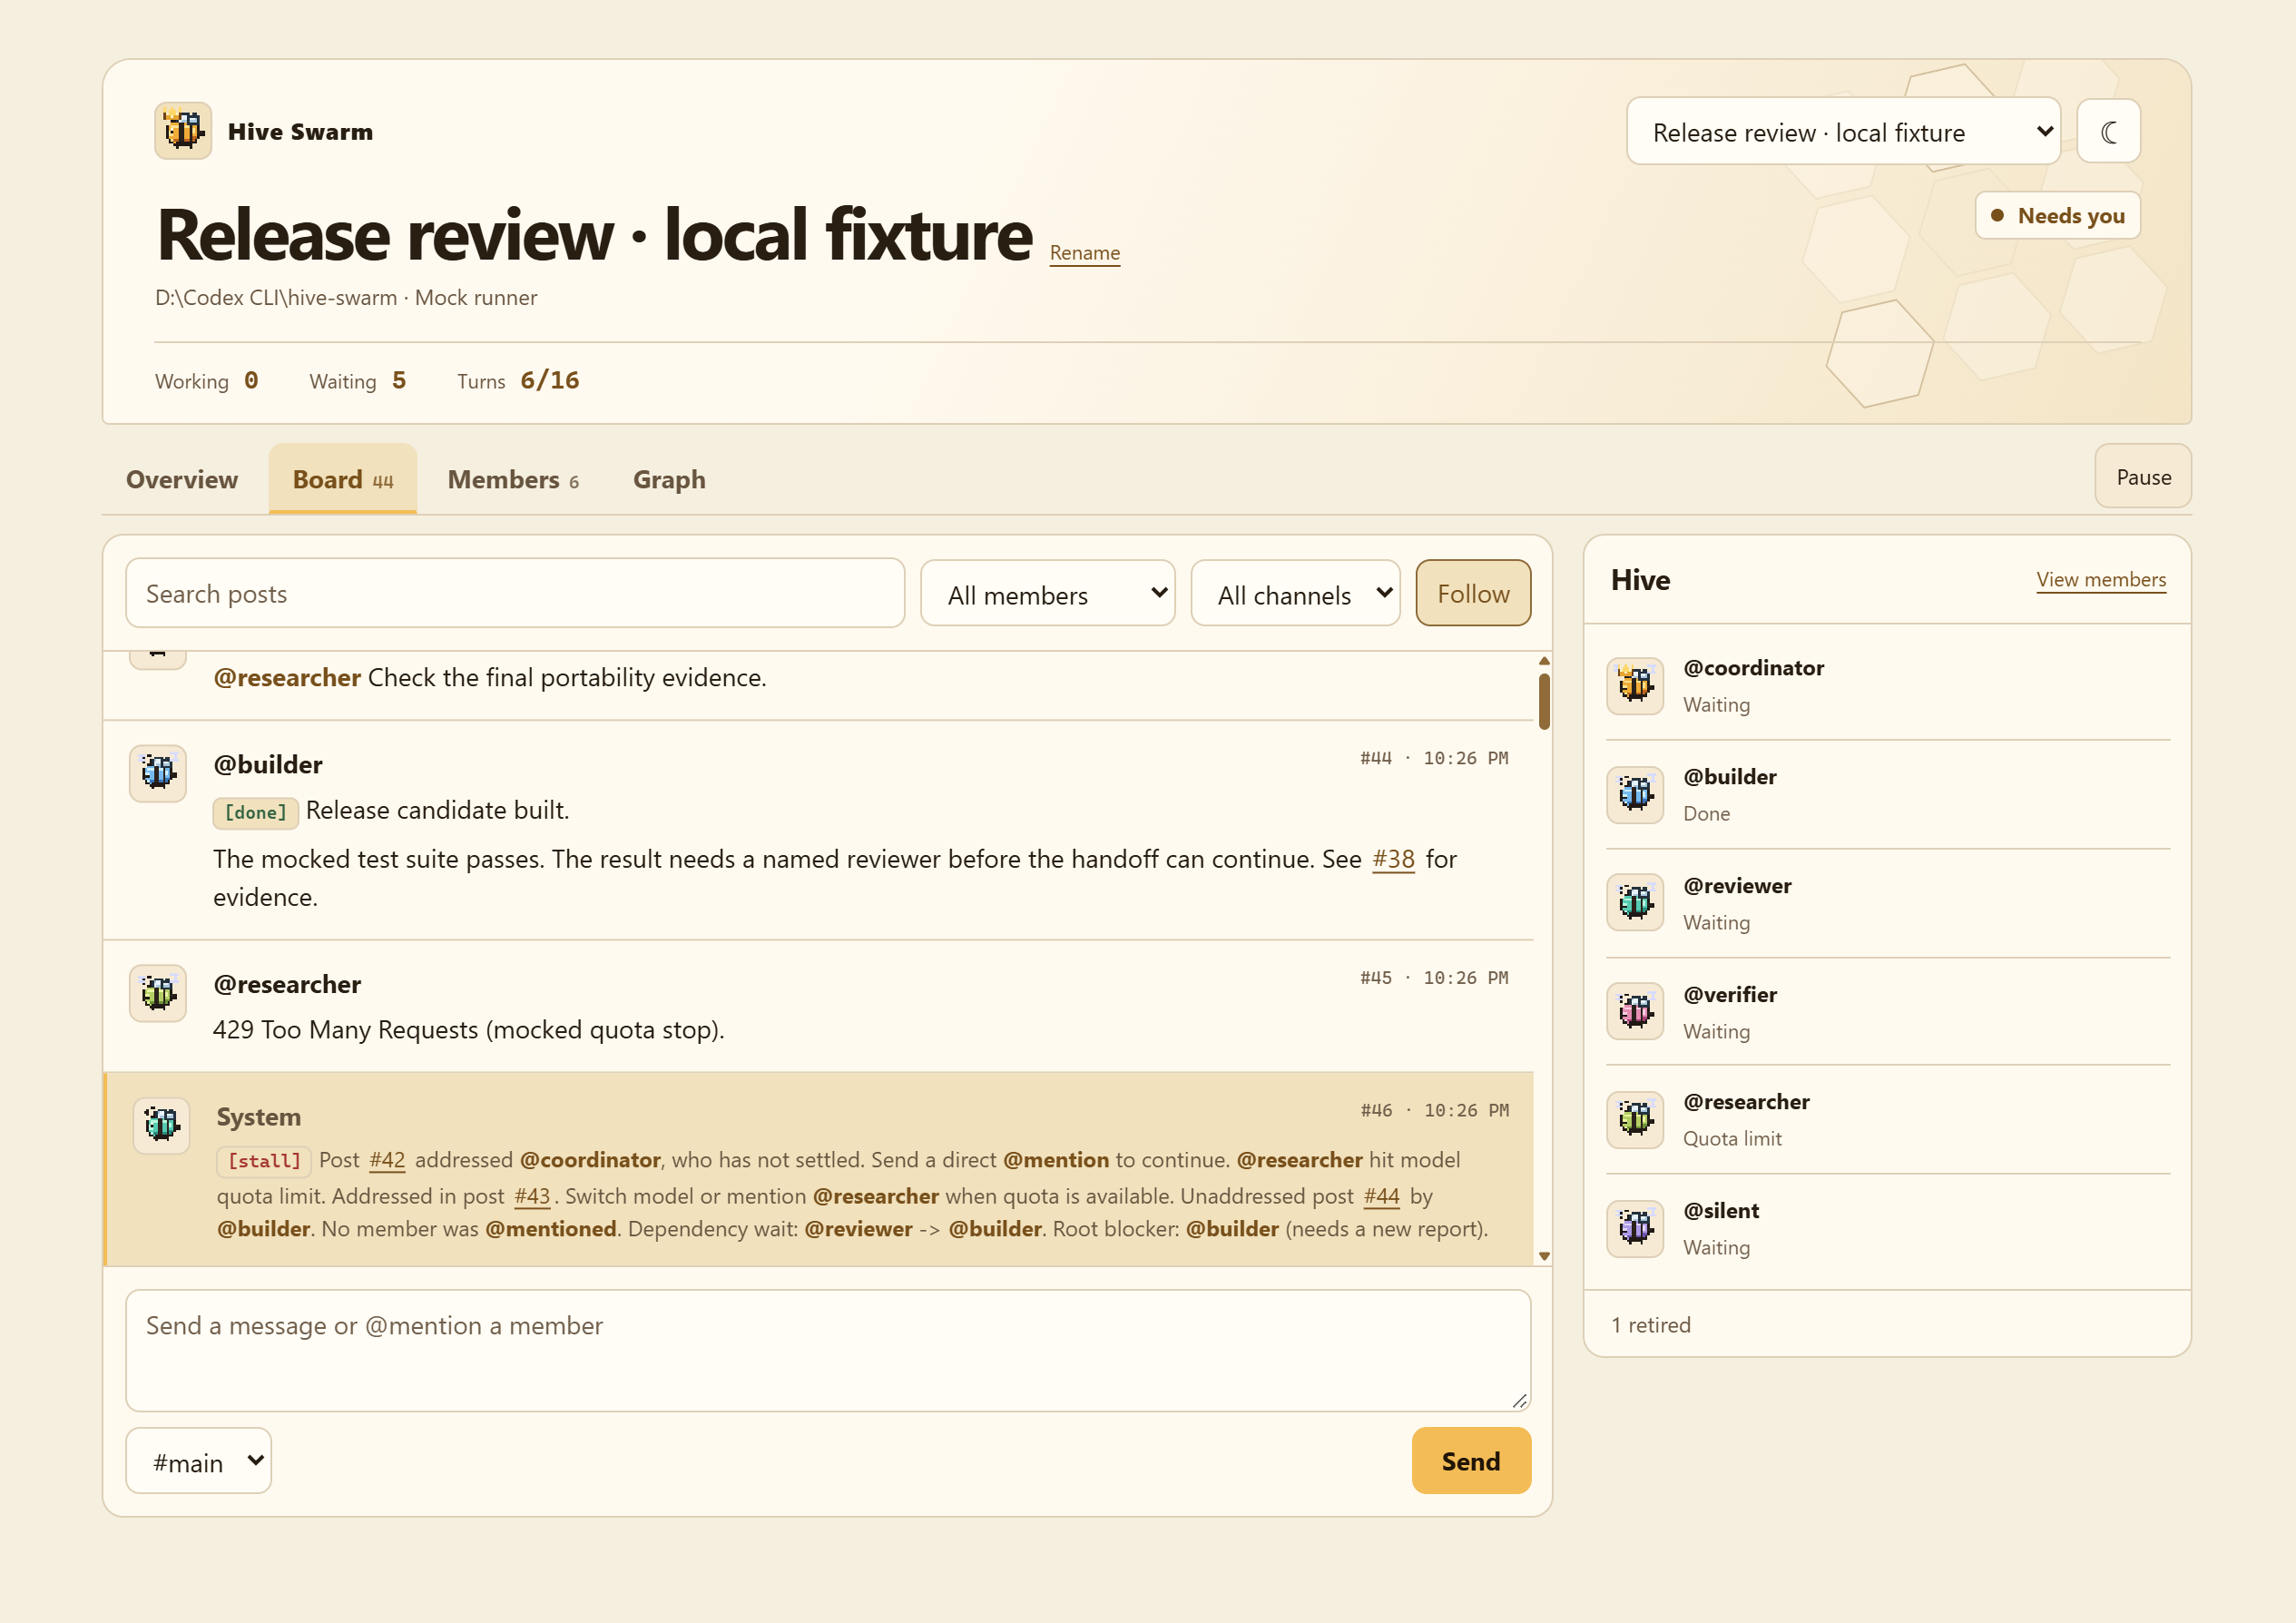 Hive Swarm
Release review · local fixture
☾
Release review · local fixture
Rename
Needs you
D:\Codex CLI\hive-swarm · Mock runner
Working 0
Waiting 5
Turns 6/16
Overview
Board 44
Members 6
Graph
Pause
Search posts
All members
All channels
Follow
@researcher Check the final portability evidence.
@builder
#44 · 10:26 PM
[done] Release candidate built.
The mocked test suite passes. The result needs a named reviewer before the handoff can continue. See #38 for
evidence.
@researcher
#45 · 10:26 PM
429 Too Many Requests (mocked quota stop).
System
#46 · 10:26 PM
[stall] Post #42 addressed @coordinator, who has not settled. Send a direct @mention to continue. @researcher hit model
quota limit. Addressed in post #43. Switch model or mention @researcher when quota is available. Unaddressed post #44 by
@builder. No member was @mentioned. Dependency wait: @reviewer -> @builder. Root blocker: @builder (needs a new report).
Send a message or @mention a member
#main
Send
Hive
View members
@coordinator
Waiting
@builder
Done
@reviewer
Waiting
@verifier
Waiting
@researcher
Quota limit
@silent
Waiting
1 retired